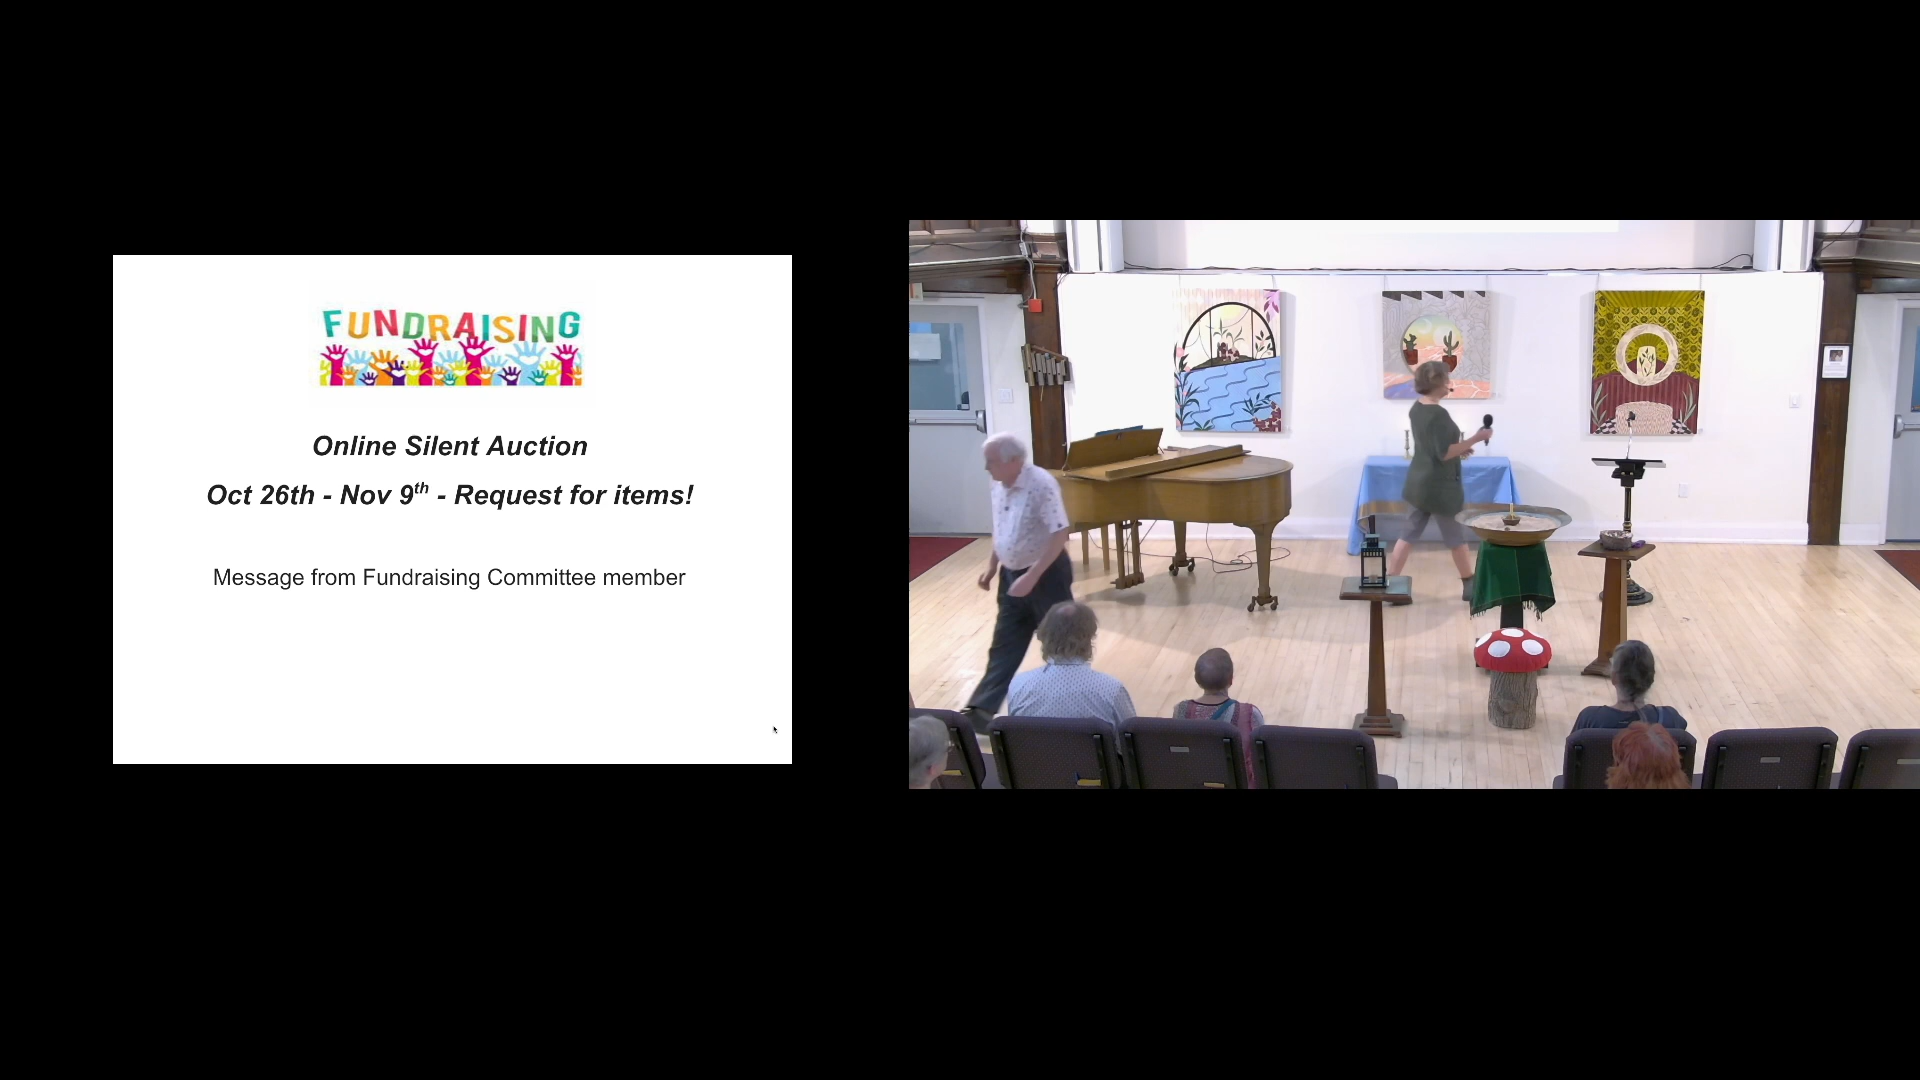 FUNDRAISING
Online Silent Auction
Oct 26th - Nov 9th - Request for items!
Message from Fundraising Committee member